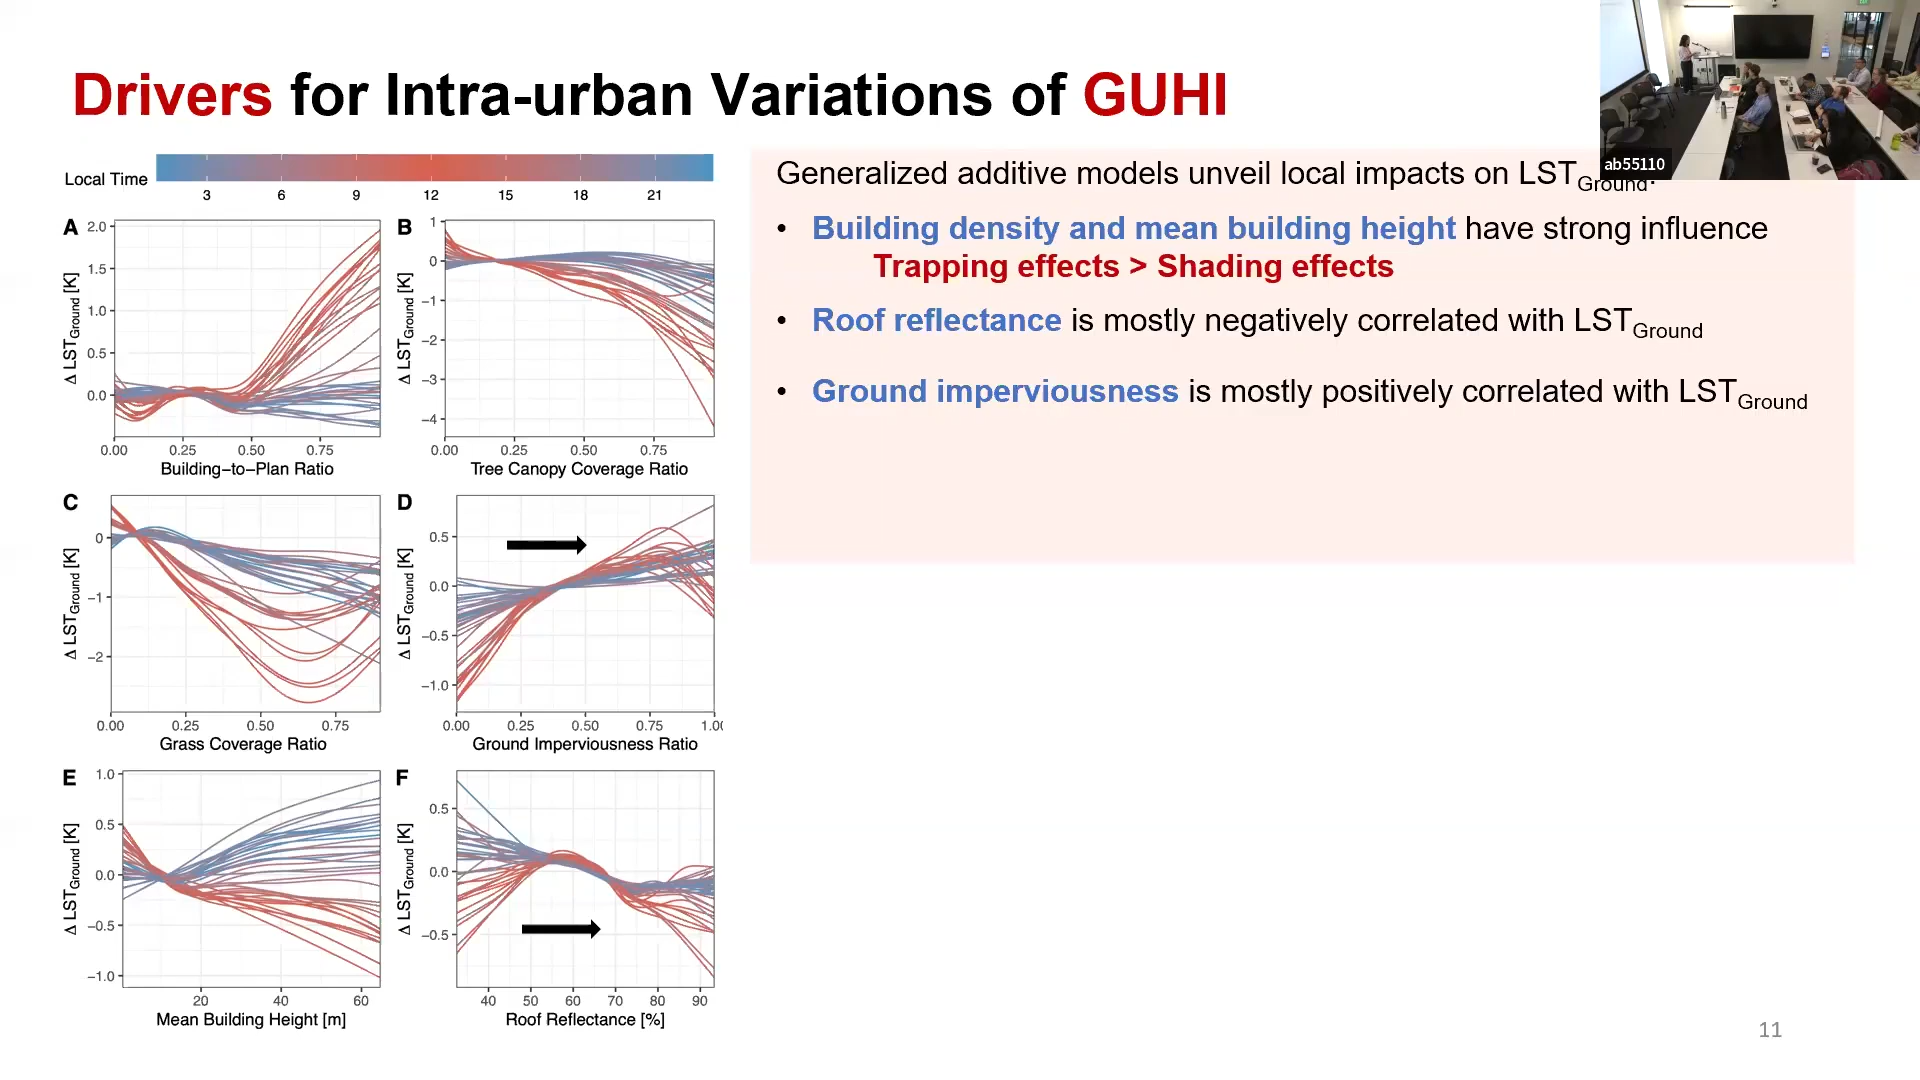 Drivers for Intra-urban Variations of GUHI
ab55110
Local Time
3 6 9 12 15 18 21
Generalized additive models unveil local impacts on LSTGround:
• Building density and mean building height have strong influence
Trapping effects > Shading effects
• Roof reflectance is mostly negatively correlated with LSTGround
• Ground imperviousness is mostly positively correlated with LSTGround
A
Δ LSTGround [K]
2.0
1.5
1.0
0.5
0.0
0.00 0.25 0.50 0.75
Building–to–Plan Ratio
B
Δ LSTGround [K]
1
0
−1
−2
−3
−4
0.00 0.25 0.50 0.75
Tree Canopy Coverage Ratio
C
Δ LSTGround [K]
0
−1
−2
0.00 0.25 0.50 0.75
Grass Coverage Ratio
D
Δ LSTGround [K]
0.5
0.0
−0.5
−1.0
0.00 0.25 0.50 0.75 1.00
Ground Imperviousness Ratio
E
Δ LSTGround [K]
1.0
0.5
0.0
−0.5
−1.0
20 40 60
Mean Building Height [m]
F
Δ LSTGround [K]
0.5
0.0
−0.5
40 50 60 70 80 90
Roof Reflectance [%]
11